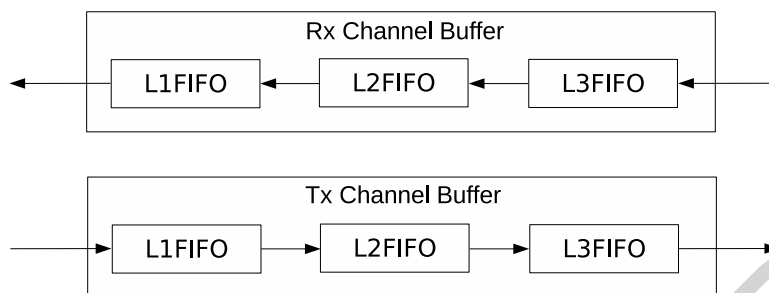 Rx Channel Buffer
L1FIFO L2FIFO L3FIFO
Tx Channel Buffer
L1FIFO L2FIFO L3FIFO